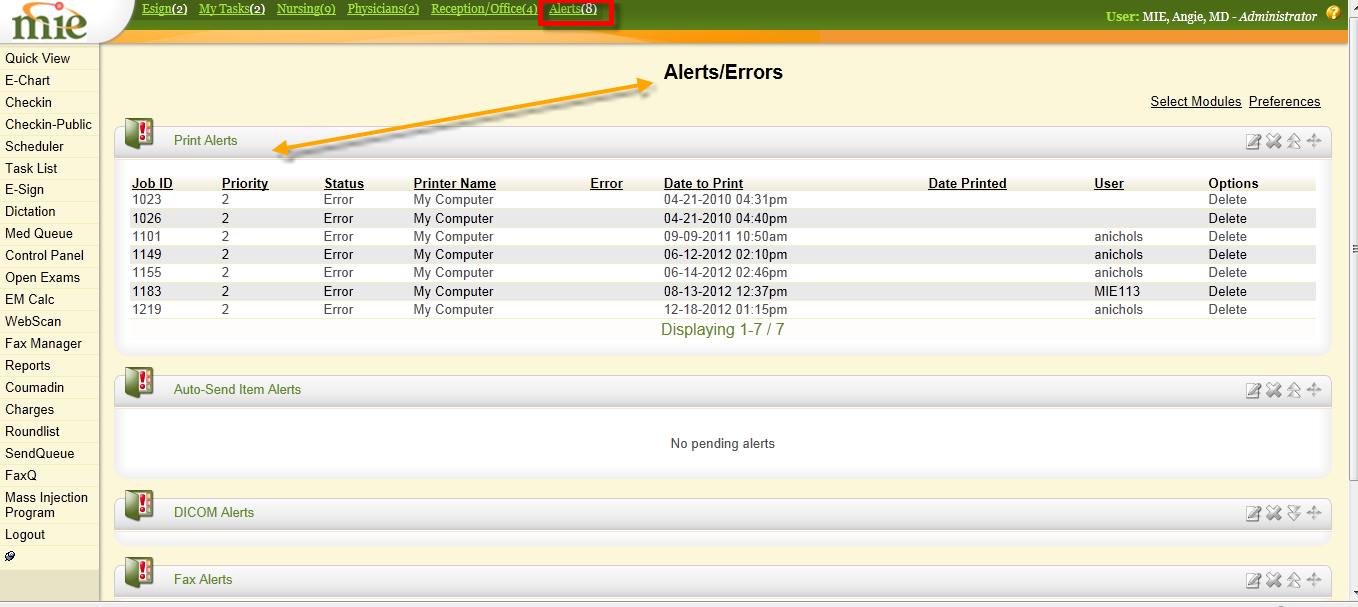 mie
Esign(2) My Tasks(2) Nursing(9) Physicians(2) Reception/Office(4) Alerts(8)
User: MIE, Angie, MD - Administrator ?
Quick View
E-Chart
Checkin
Checkin-Public
Scheduler
Task List
E-Sign
Dictation
Med Queue
Control Panel
Open Exams
EM Calc
WebScan
Fax Manager
Reports
Coumadin
Charges
Roundlist
SendQueue
FaxQ
Mass Injection
Program
Logout
Alerts/Errors
Select Modules Preferences
Print Alerts
Job ID Priority Status Printer Name Error Date to Print Date Printed User Options
1023 2 Error My Computer 04-21-2010 04:31pm Delete
1026 2 Error My Computer 04-21-2010 04:40pm Delete
1101 2 Error My Computer 09-09-2011 10:50am anichols Delete
1149 2 Error My Computer 06-12-2012 02:10pm anichols Delete
1155 2 Error My Computer 06-14-2012 02:46pm anichols Delete
1183 2 Error My Computer 08-13-2012 12:37pm MIE113 Delete
1219 2 Error My Computer 12-18-2012 01:15pm anichols Delete
Displaying 1-7 / 7
Auto-Send Item Alerts
No pending alerts
DICOM Alerts
Fax Alerts